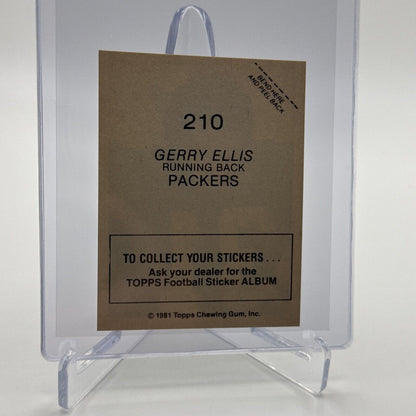 BEND HERE
AND PEEL BACK
210
GERRY ELLIS
RUNNING BACK
PACKERS
TO COLLECT YOUR STICKERS . . .
Ask your dealer for the
TOPPS Football Sticker ALBUM
© 1981 Topps Chewing Gum, Inc.